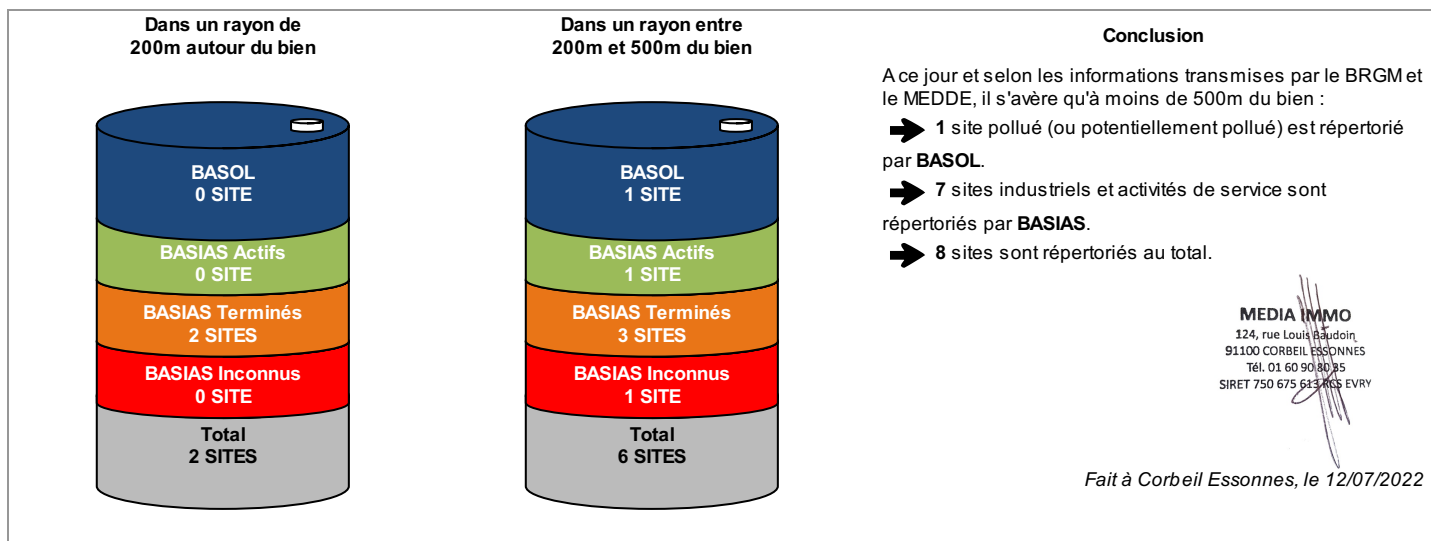 Dans un rayon de
200m autour du bien
BASOL
0 SITE
BASIAS Actifs
0 SITE
BASIAS Terminés
2 SITES
BASIAS Inconnus
0 SITE
Total
2 SITES
Dans un rayon entre
200m et 500m du bien
BASOL
1 SITE
BASIAS Actifs
1 SITE
BASIAS Terminés
3 SITES
BASIAS Inconnus
1 SITE
Total
6 SITES
Conclusion
A ce jour et selon les informations transmises par le BRGM et
le MEDDE, il s'avère qu'à moins de 500m du bien :
1 site pollué (ou potentiellement pollué) est répertorié
par BASOL.
7 sites industriels et activités de service sont
répertoriés par BASIAS.
8 sites sont répertoriés au total.
MEDIA IMMO
124, rue Louis Baudoin
91100 CORBEIL ESSONNES
Tél. 01 60 90 80 85
SIRET 750 675 613 RCS EVRY
Fait à Corbeil Essonnes, le 12/07/2022